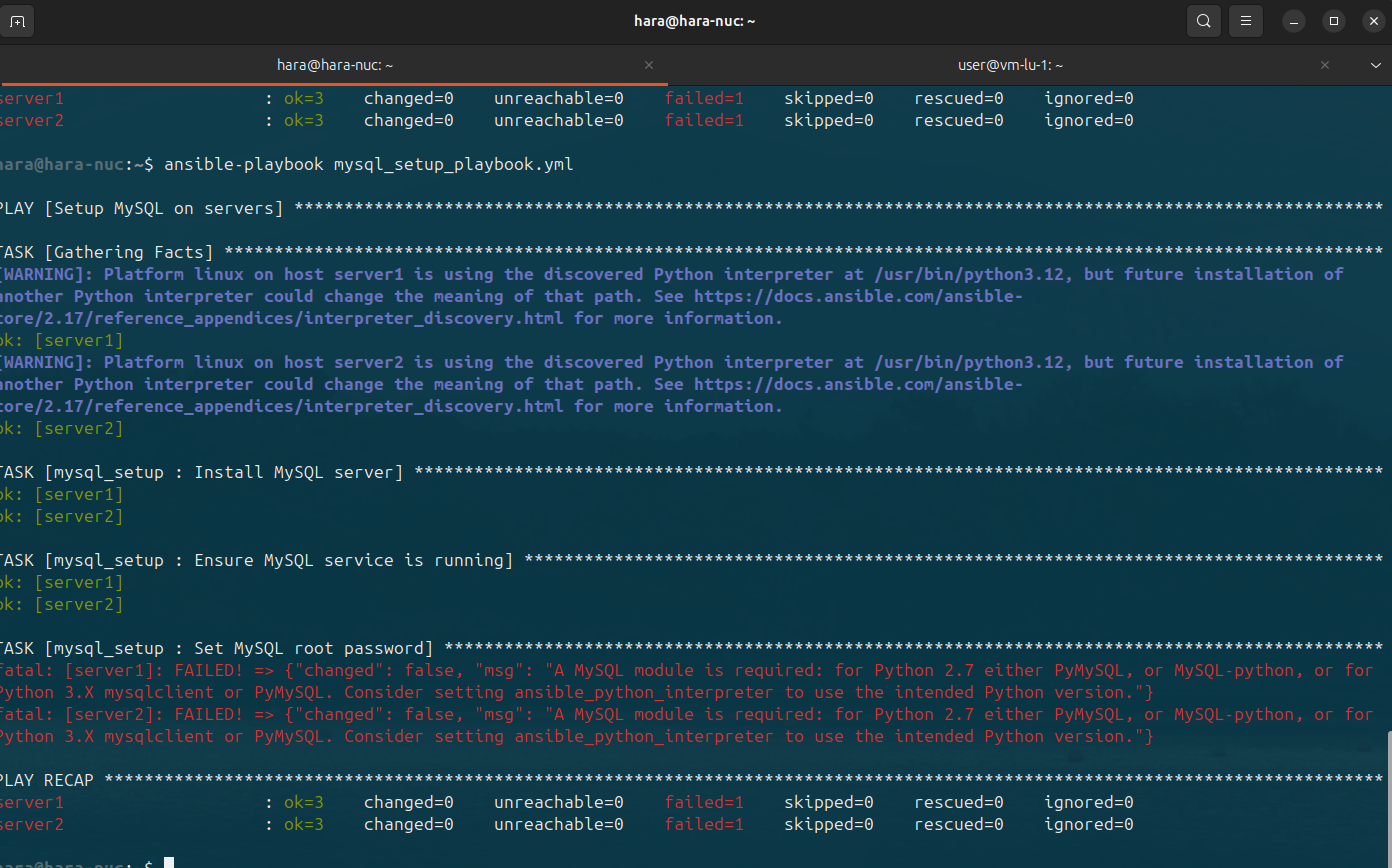 hara@hara-nuc: ~
hara@hara-nuc: ~ × user@vm-lu-1: ~ ×
server1 : ok=3 changed=0 unreachable=0 failed=1 skipped=0 rescued=0 ignored=0
server2 : ok=3 changed=0 unreachable=0 failed=1 skipped=0 rescued=0 ignored=0
hara@hara-nuc:~$ ansible-playbook mysql_setup_playbook.yml
PLAY [Setup MySQL on servers] *************************************************************************************************************
TASK [Gathering Facts] ********************************************************************************************************************
[WARNING]: Platform linux on host server1 is using the discovered Python interpreter at /usr/bin/python3.12, but future installation of
another Python interpreter could change the meaning of that path. See https://docs.ansible.com/ansible-
core/2.17/reference_appendices/interpreter_discovery.html for more information.
ok: [server1]
[WARNING]: Platform linux on host server2 is using the discovered Python interpreter at /usr/bin/python3.12, but future installation of
another Python interpreter could change the meaning of that path. See https://docs.ansible.com/ansible-
core/2.17/reference_appendices/interpreter_discovery.html for more information.
ok: [server2]
TASK [mysql_setup : Install MySQL server] *************************************************************************************************
ok: [server1]
ok: [server2]
TASK [mysql_setup : Ensure MySQL service is running] **************************************************************************************
ok: [server1]
ok: [server2]
TASK [mysql_setup : Set MySQL root password] **********************************************************************************************
fatal: [server1]: FAILED! => {"changed": false, "msg": "A MySQL module is required: for Python 2.7 either PyMySQL, or MySQL-python, or for
Python 3.X mysqlclient or PyMySQL. Consider setting ansible_python_interpreter to use the intended Python version."}
fatal: [server2]: FAILED! => {"changed": false, "msg": "A MySQL module is required: for Python 2.7 either PyMySQL, or MySQL-python, or for
Python 3.X mysqlclient or PyMySQL. Consider setting ansible_python_interpreter to use the intended Python version."}
PLAY RECAP ********************************************************************************************************************************
server1 : ok=3 changed=0 unreachable=0 failed=1 skipped=0 rescued=0 ignored=0
server2 : ok=3 changed=0 unreachable=0 failed=1 skipped=0 rescued=0 ignored=0
hara@hara-nuc:~$